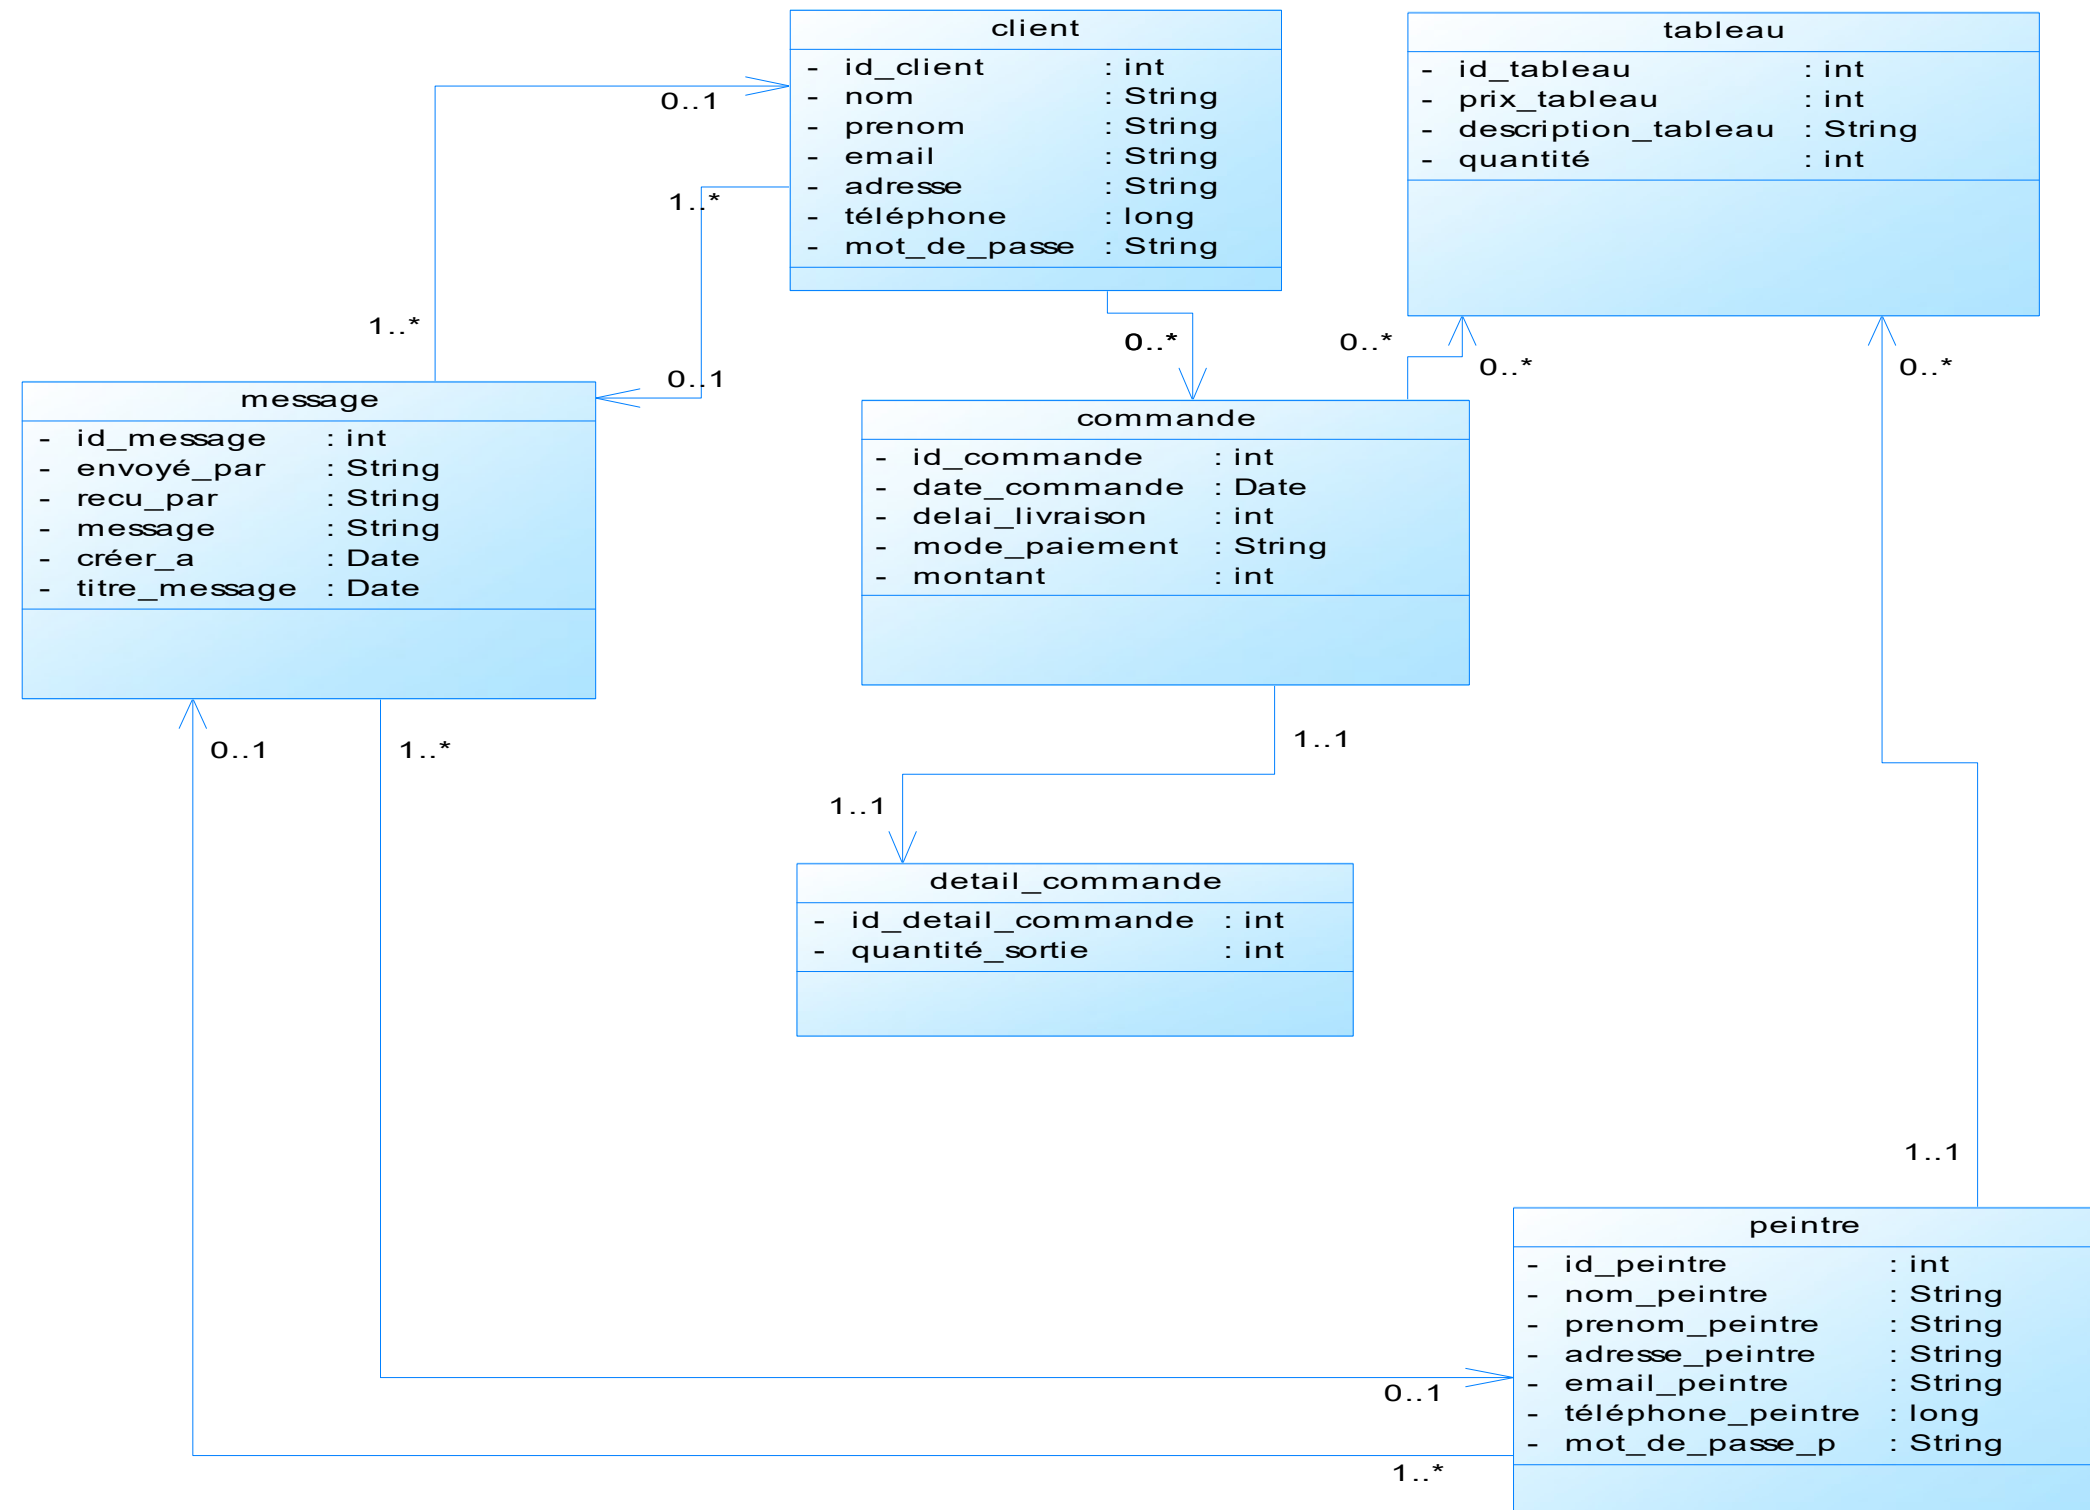 client
- id_client : int
- nom : String
- prenom : String
- email : String
- adresse : String
- téléphone : long
- mot_de_passe : String
tableau
- id_tableau : int
- prix_tableau : int
- description_tableau : String
- quantité : int
0..1
1..*
1..*
0..1
0..*
0..*
0..*
0..*
message
- id_message : int
- envoyé_par : String
- recu_par : String
- message : String
- créer_a : Date
- titre_message : Date
commande
- id_commande : int
- date_commande : Date
- delai_livraison : int
- mode_paiement : String
- montant : int
0..1
1..*
1..1
1..1
detail_commande
- id_detail_commande : int
- quantité_sortie : int
1..1
peintre
- id_peintre : int
- nom_peintre : String
- prenom_peintre : String
- adresse_peintre : String
- email_peintre : String
- téléphone_peintre : long
- mot_de_passe_p : String
0..1
1..*